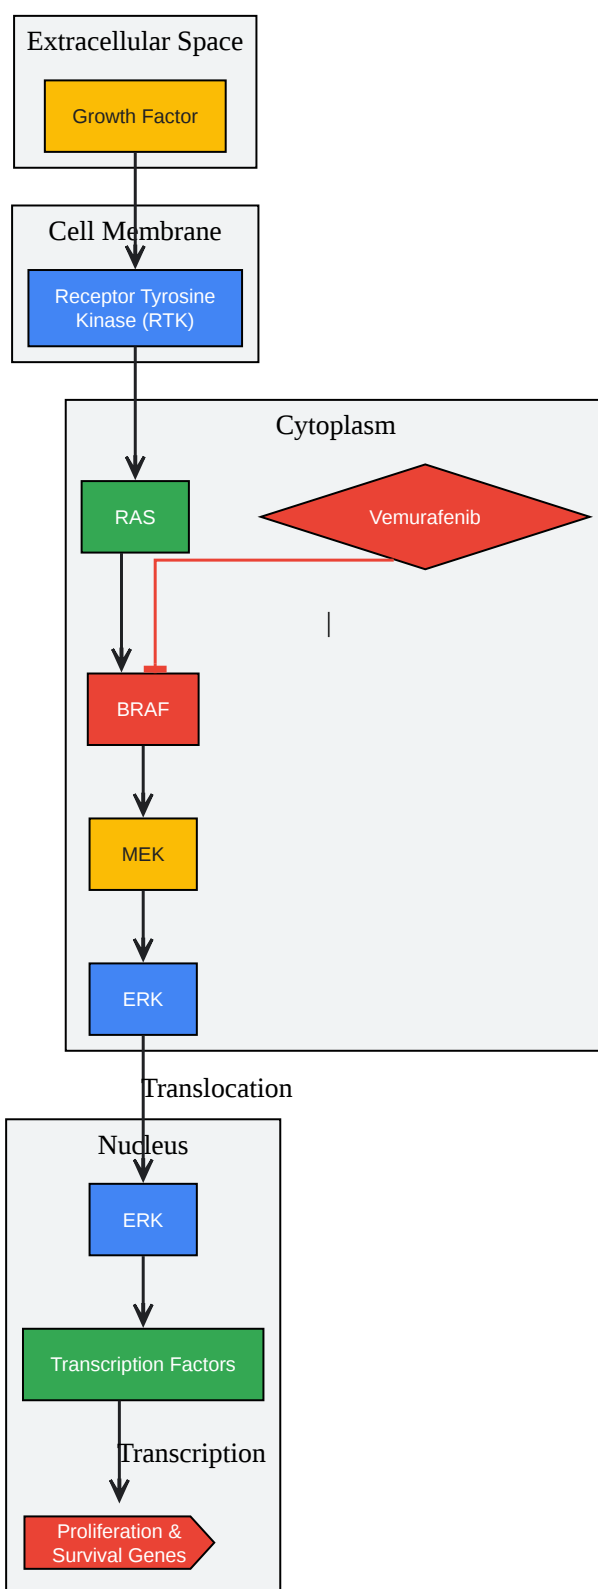 Extracellular Space
Growth Factor
Cell Membrane
Receptor Tyrosine
Kinase (RTK)
Cytoplasm
RAS
Vemurafenib
|
BRAF
MEK
ERK
Translocation
Nucleus
ERK
Transcription Factors
Transcription
Proliferation &
Survival Genes